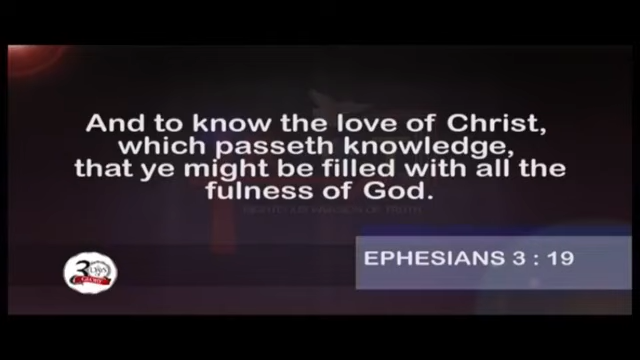 And to know the love of Christ,
which passeth knowledge,
that ye might be filled with all the
fulness of God.
EPHESIANS 3 : 19
3